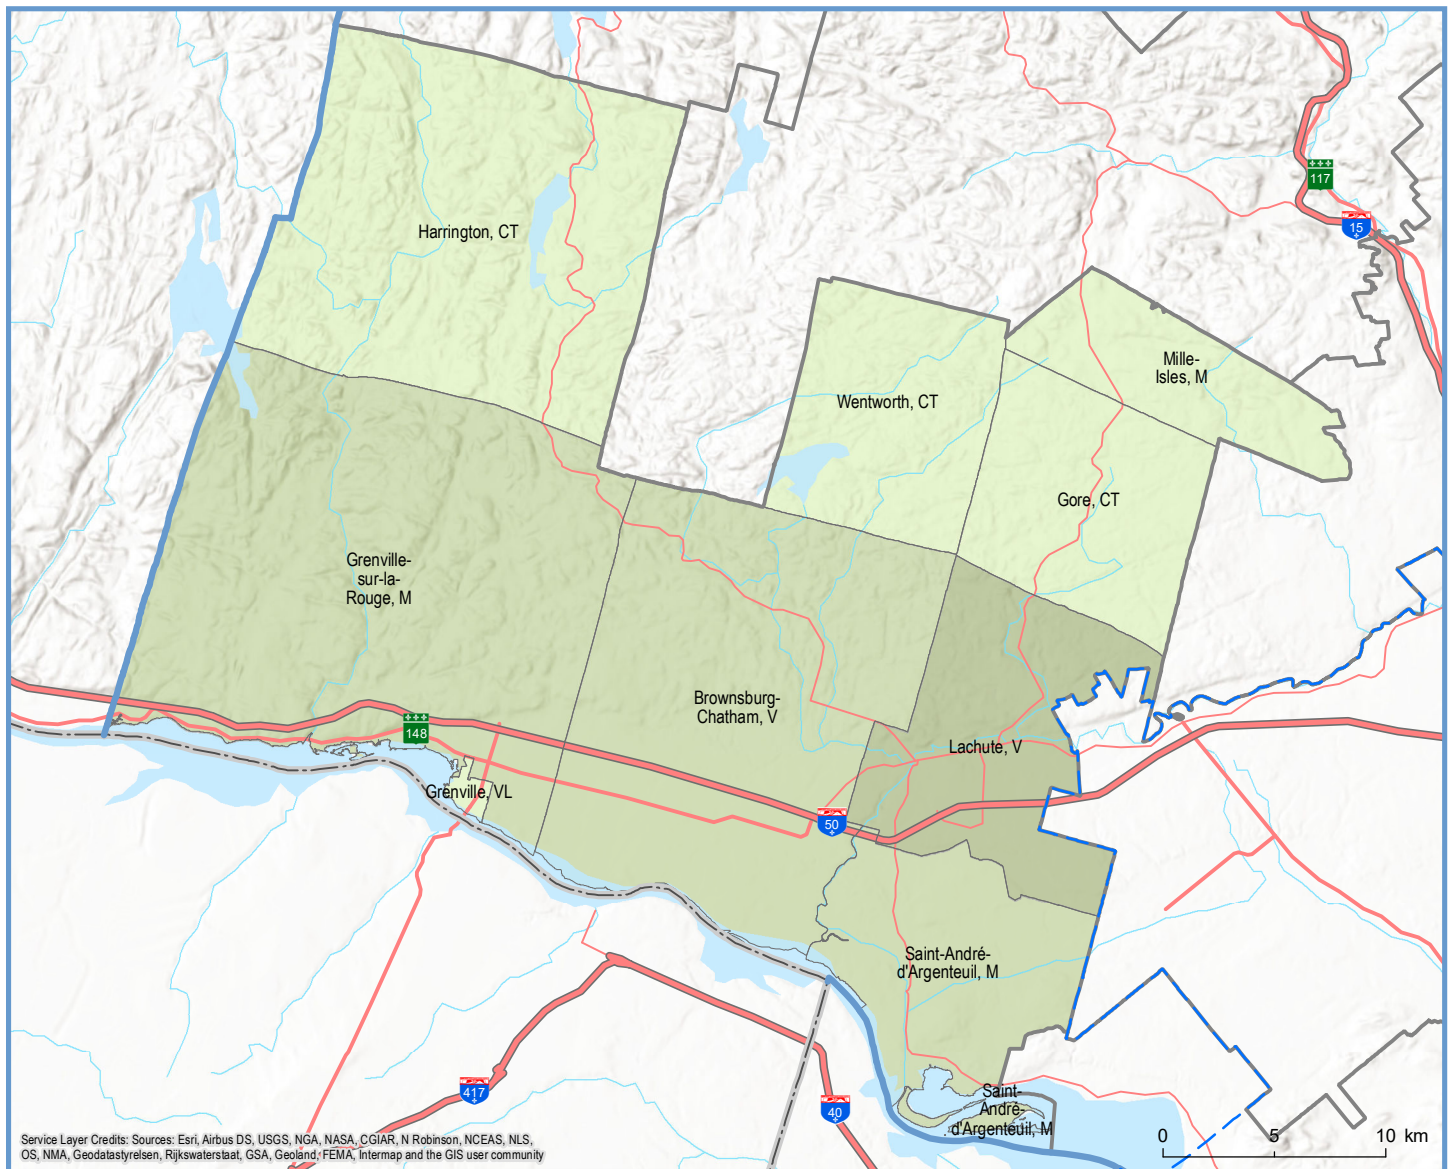 117
15
Harrington, CT
Mille-
Isles, M
Wentworth, CT
Gore, CT
Grenville-
sur-la-
Rouge, M
Brownsburg-
Chatham, V
148
Lachute, V
Grenville, VL
50
Saint-André-
d'Argenteuil, M
417
40
Saint-
André-
d'Argenteuil, M
0 5 10 km
Service Layer Credits: Sources: Esri, Airbus DS, USGS, NGA, NASA, CGIAR, N Robinson, NCEAS, NLS,
OS, NMA, Geodatastyrelsen, Rijkswaterstaat, GSA, Geoland, FEMA, Intermap and the GIS user community